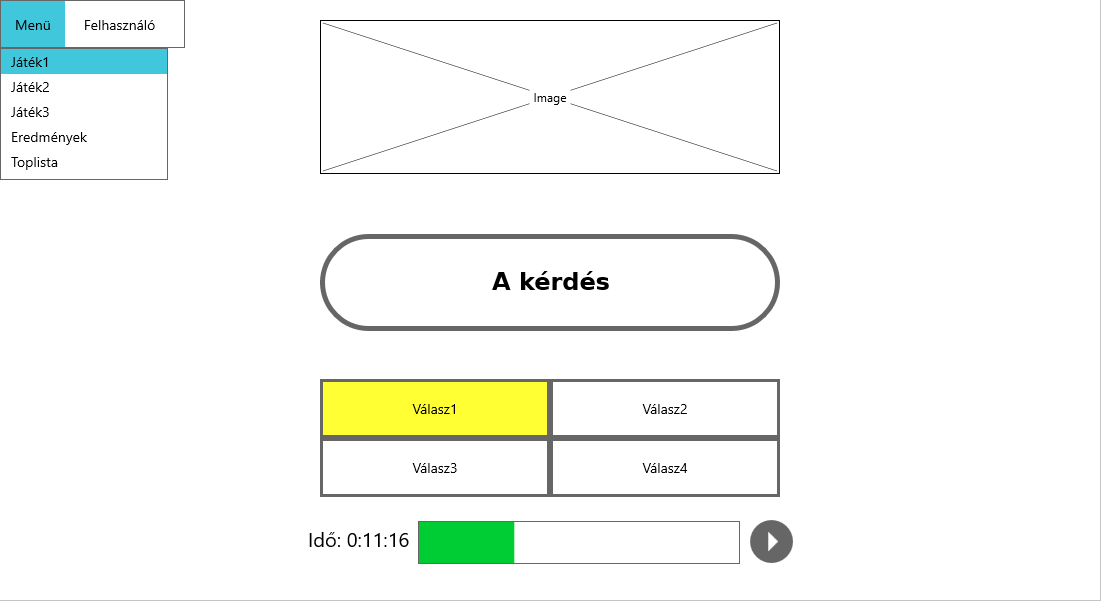 Menü
Felhasználó
Játék1
Játék2
Játék3
Eredmények
Toplista
Image
A kérdés
Válasz1
Válasz2
Válasz3
Válasz4
Idő: 0:11:16